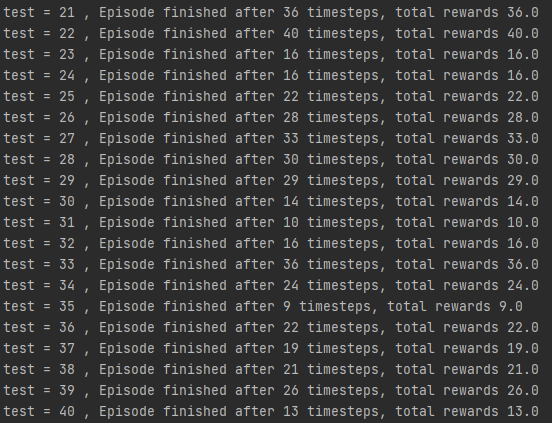 test = 21 , Episode finished after 36 timesteps, total rewards 36.0
test = 22 , Episode finished after 40 timesteps, total rewards 40.0
test = 23 , Episode finished after 16 timesteps, total rewards 16.0
test = 24 , Episode finished after 16 timesteps, total rewards 16.0
test = 25 , Episode finished after 22 timesteps, total rewards 22.0
test = 26 , Episode finished after 28 timesteps, total rewards 28.0
test = 27 , Episode finished after 33 timesteps, total rewards 33.0
test = 28 , Episode finished after 30 timesteps, total rewards 30.0
test = 29 , Episode finished after 29 timesteps, total rewards 29.0
test = 30 , Episode finished after 14 timesteps, total rewards 14.0
test = 31 , Episode finished after 10 timesteps, total rewards 10.0
test = 32 , Episode finished after 16 timesteps, total rewards 16.0
test = 33 , Episode finished after 36 timesteps, total rewards 36.0
test = 34 , Episode finished after 24 timesteps, total rewards 24.0
test = 35 , Episode finished after 9 timesteps, total rewards 9.0
test = 36 , Episode finished after 22 timesteps, total rewards 22.0
test = 37 , Episode finished after 19 timesteps, total rewards 19.0
test = 38 , Episode finished after 21 timesteps, total rewards 21.0
test = 39 , Episode finished after 26 timesteps, total rewards 26.0
test = 40 , Episode finished after 13 timesteps, total rewards 13.0